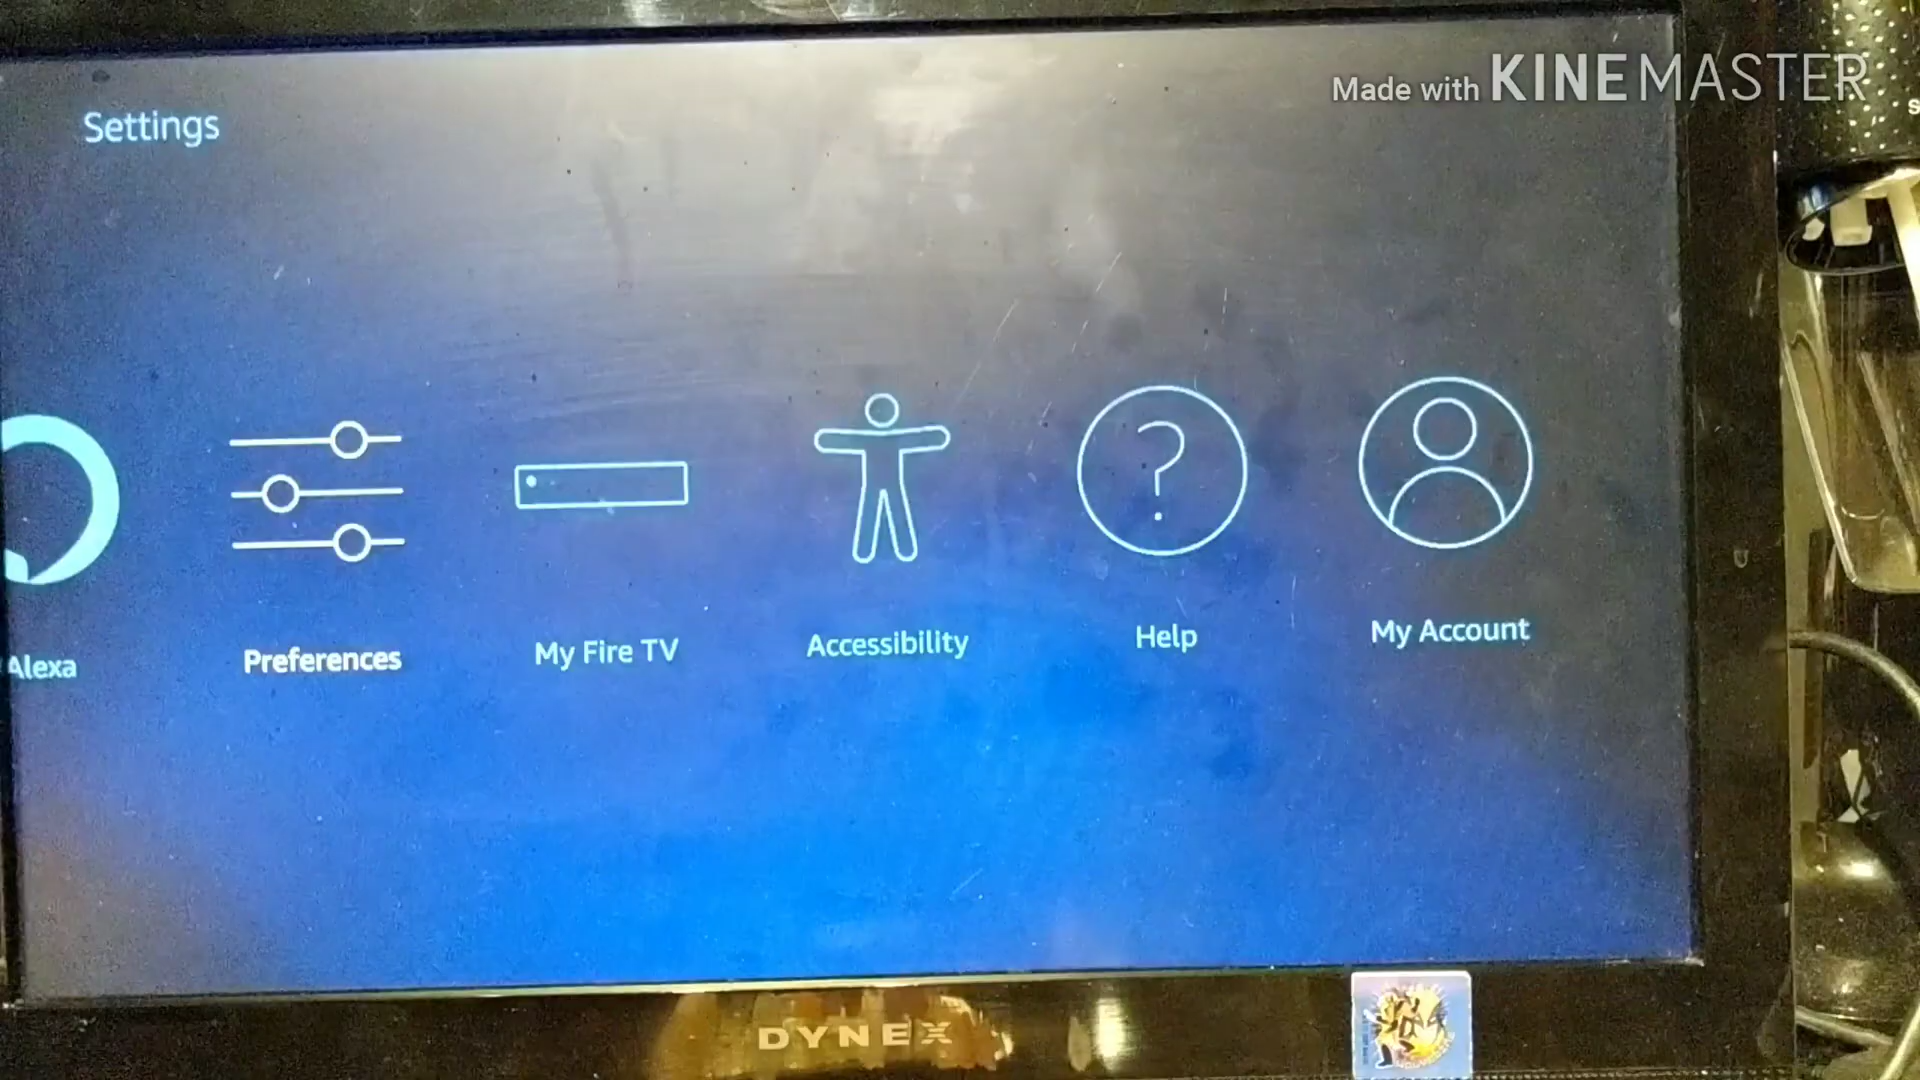 Made with KINEMASTER
Settings
Alexa
Preferences
My Fire TV
Accessibility
Help
My Account
DYNEX